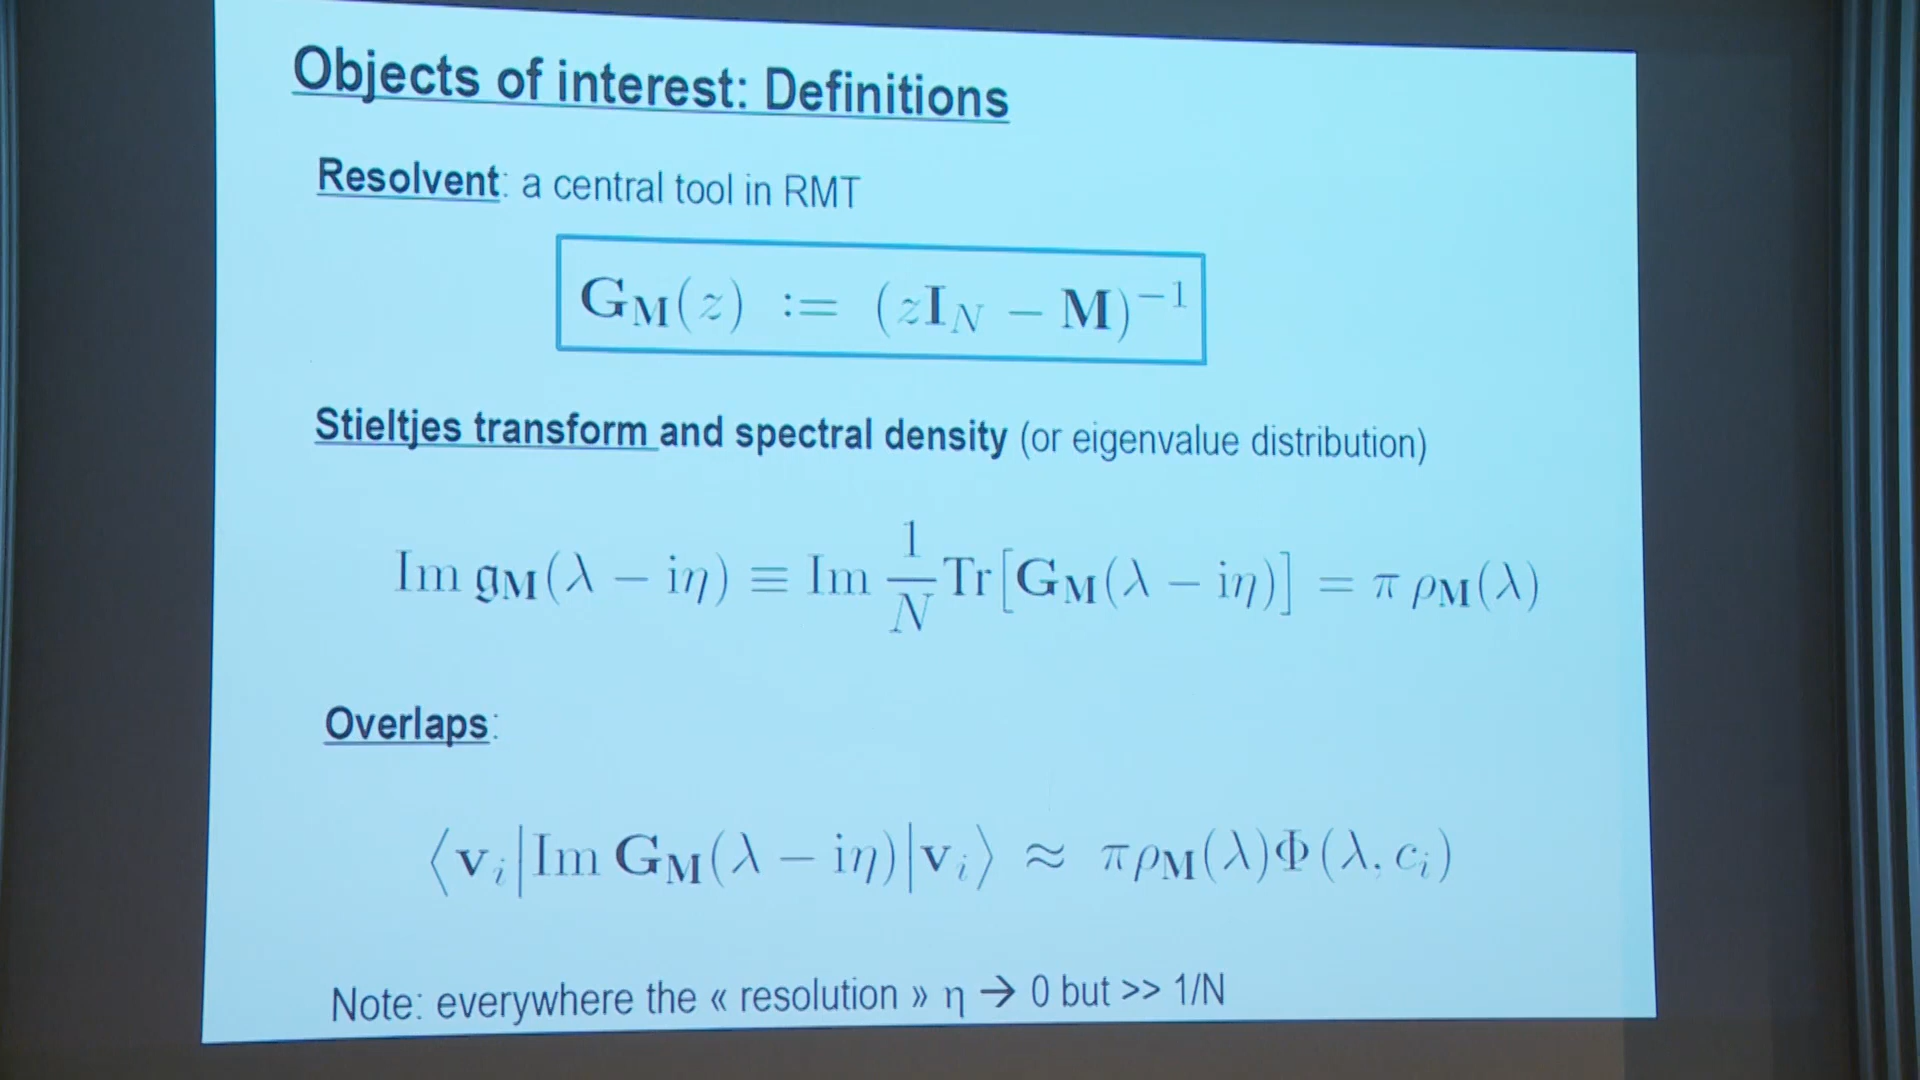 Objects of interest: Definitions
Resolvent: a central tool in RMT
G_M(z) := (zI_N − M)^{−1}
Stieltjes transform and spectral density (or eigenvalue distribution)
Im g_M(λ − iη) ≡ Im \frac{1}{N} Tr[G_M(λ − iη)] = π ρ_M(λ)
Overlaps:
⟨v_i|Im G_M(λ − iη)|v_i⟩ ≈ πρ_M(λ)Φ(λ, c_i)
Note: everywhere the « resolution » η → 0 but >> 1/N